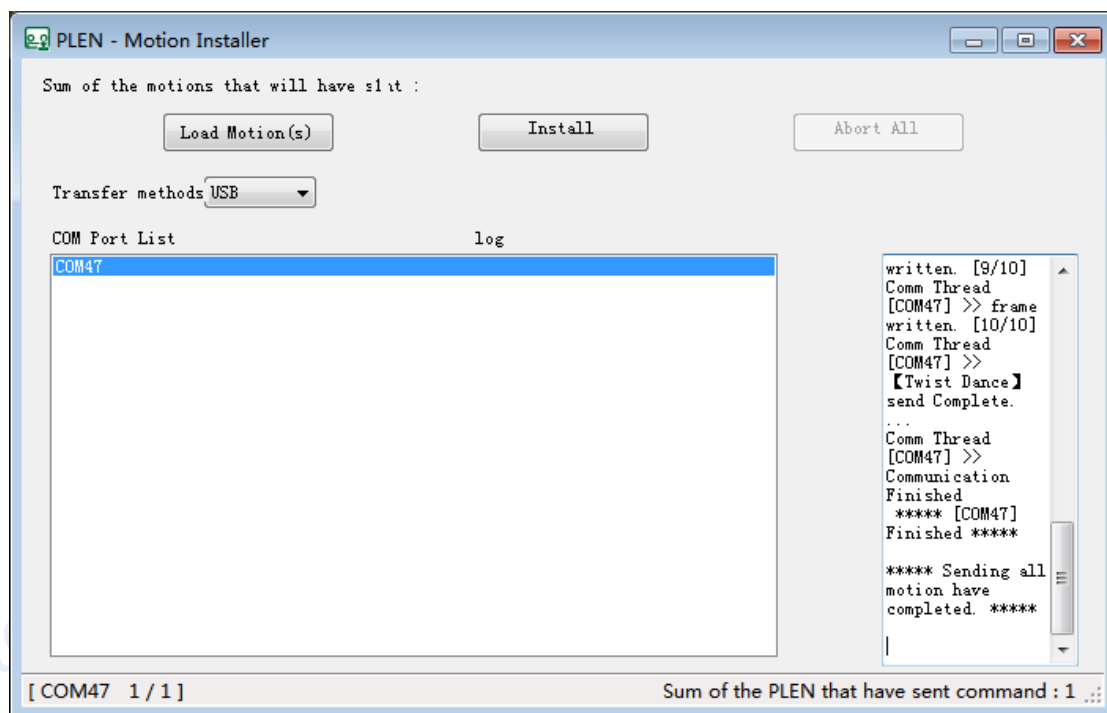 PLEN - Motion Installer
Sum of the motions that will have :
Load Motion(s)
Install
Abort All
Transfer methods USB
COM Port List
log
COM47
written. [9/10]
Comm Thread
[COM47] >> frame
written. [10/10]
Comm Thread
[COM47] >>
【Twist Dance】
send Complete.
...
Comm Thread
[COM47] >>
Communication
Finished
***** [COM47]
Finished *****
***** Sending all
motion have
completed. *****
[ COM47 1 / 1 ]
Sum of the PLEN that have sent command : 1